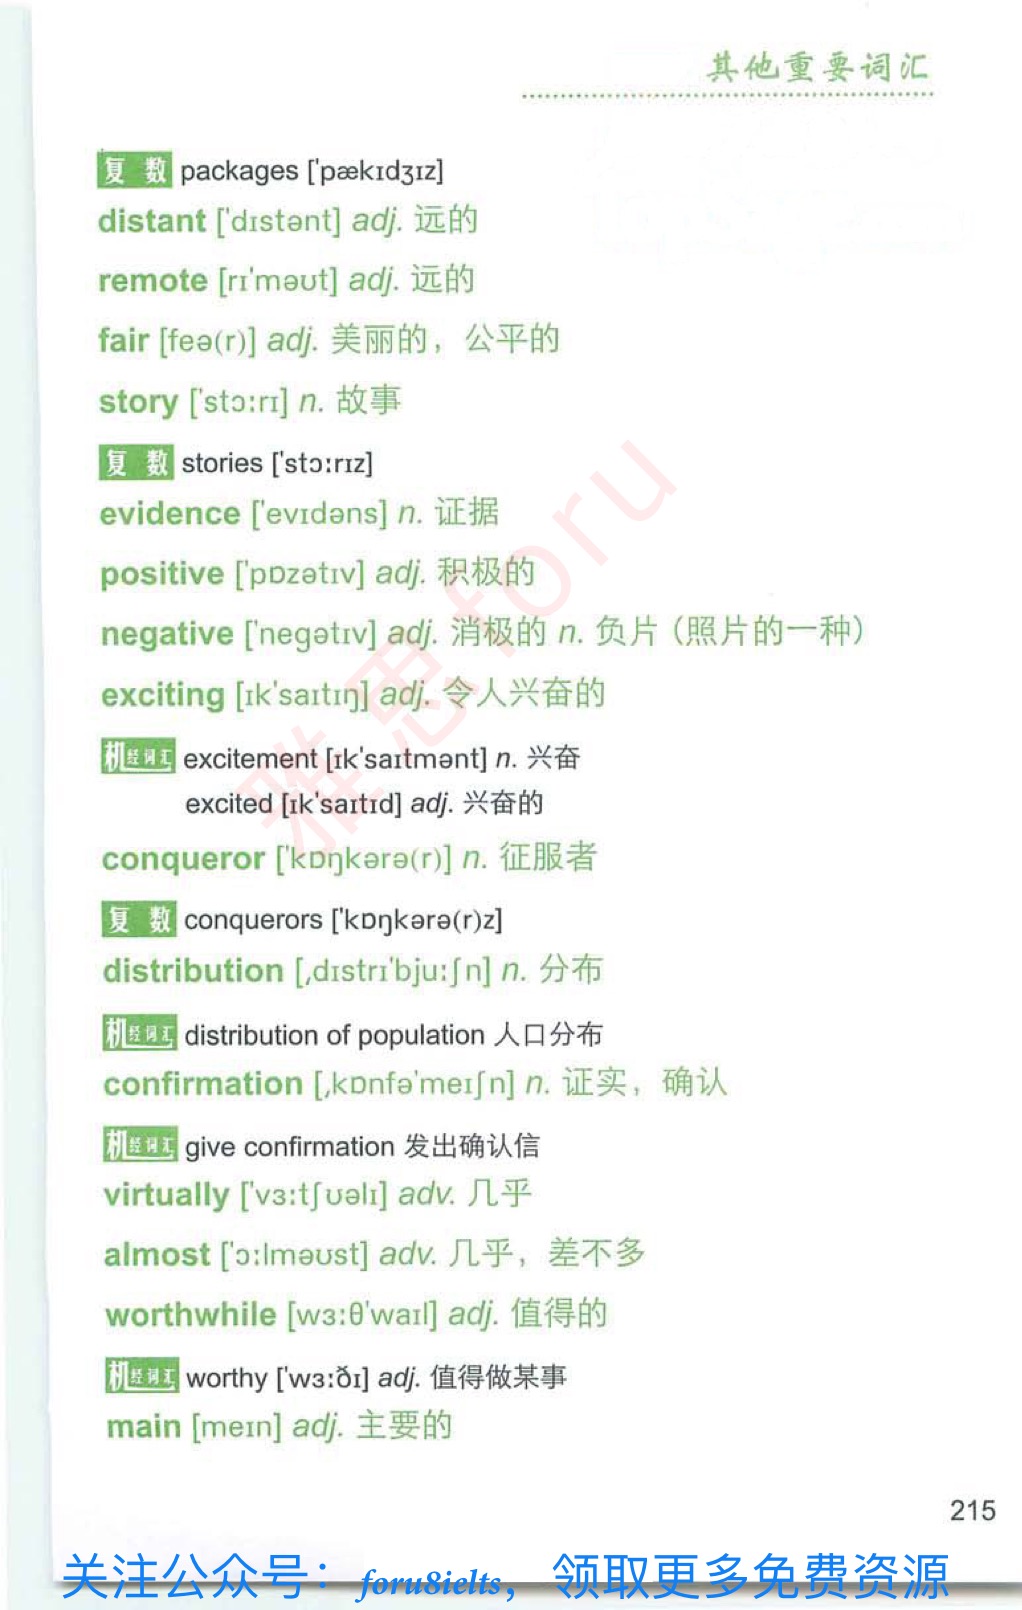 其他重要词汇
复 数 packages ['pækɪdʒɪz]
distant ['dɪstənt] adj. 远的
remote [rɪ'məʊt] adj. 远的
fair [feə(r)] adj. 美丽的，公平的
story ['stɔːrɪ] n. 故事
复 数 stories ['stɔːrɪz]
evidence ['evɪdəns] n. 证据
positive ['pɒzətɪv] adj. 积极的
negative ['negətɪv] adj. 消极的 n. 负片（照片的一种）
exciting [ɪk'saɪtɪŋ] adj. 令人兴奋的
机经词汇 excitement [ɪk'saɪtmənt] n. 兴奋
excited [ɪk'saɪtɪd] adj. 兴奋的
conqueror ['kɒŋkərə(r)] n. 征服者
复 数 conquerors ['kɒŋkərə(r)z]
distribution [ˌdɪstrɪ'bjuːʃn] n. 分布
机经词汇 distribution of population 人口分布
confirmation [ˌkɒnfə'meɪʃn] n. 证实，确认
机经词汇 give confirmation 发出确认信
virtually ['vɜːtʃʊəlɪ] adv. 几乎
almost ['ɔːlməʊst] adv. 几乎，差不多
worthwhile [wɜːθ'waɪl] adj. 值得的
机经词汇 worthy ['wɜːðɪ] adj. 值得做某事
main [meɪn] adj. 主要的
215
雅思foru
关注公众号：foru8ielts，领取更多免费资源